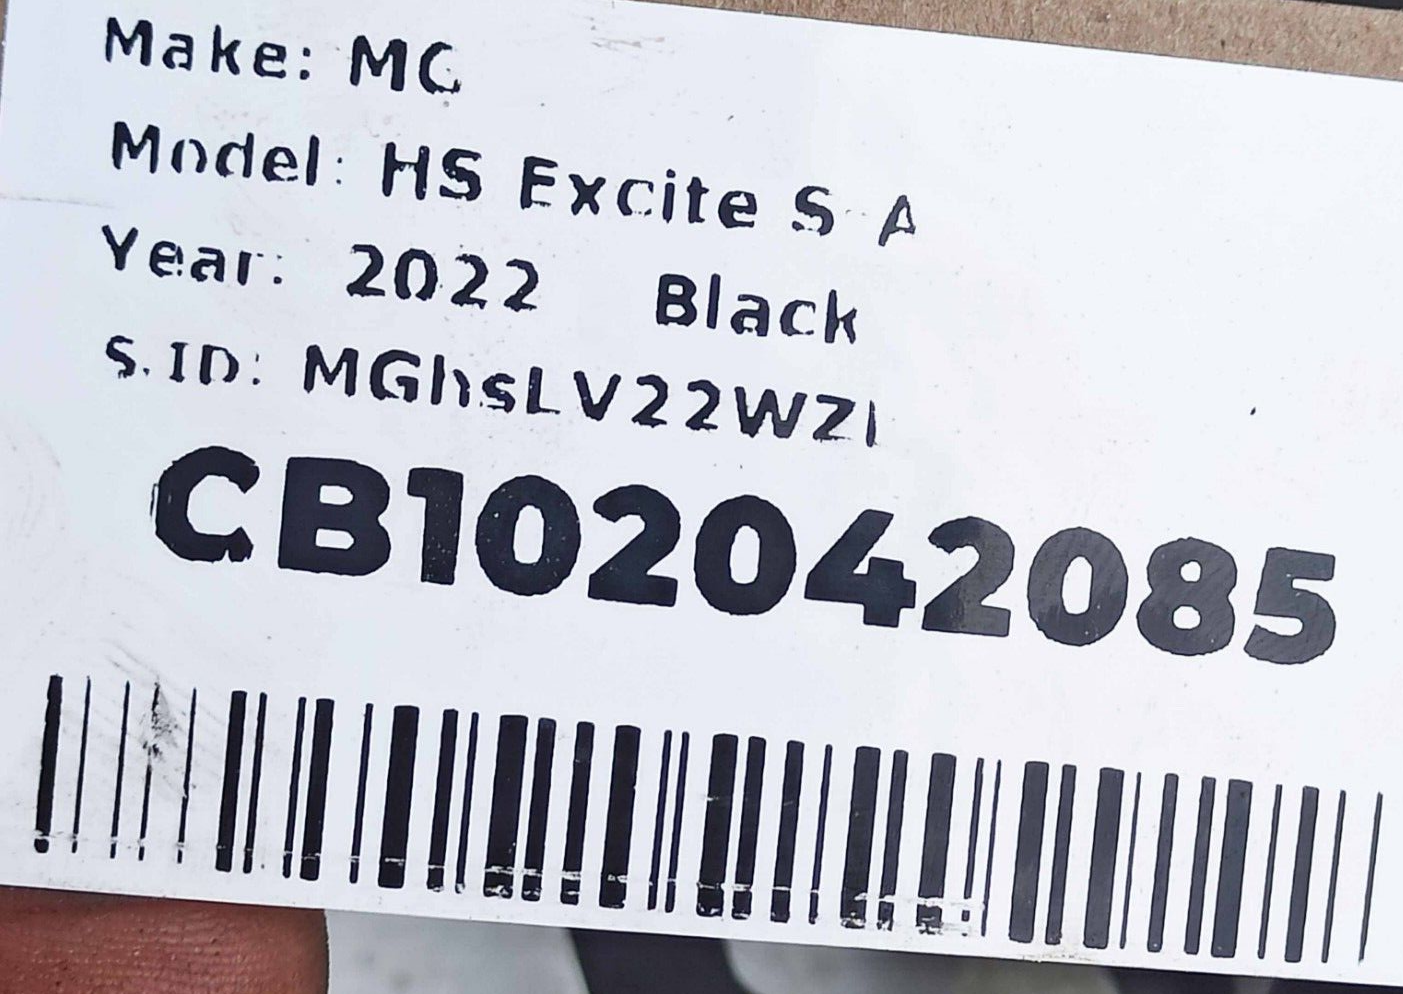 Make: MG
Model: HS Excite S A
Year: 2022 Black
S.ID: MGhsLV22WZI
CB102042085